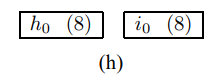 h₀ (8) i₀ (8)
(h)